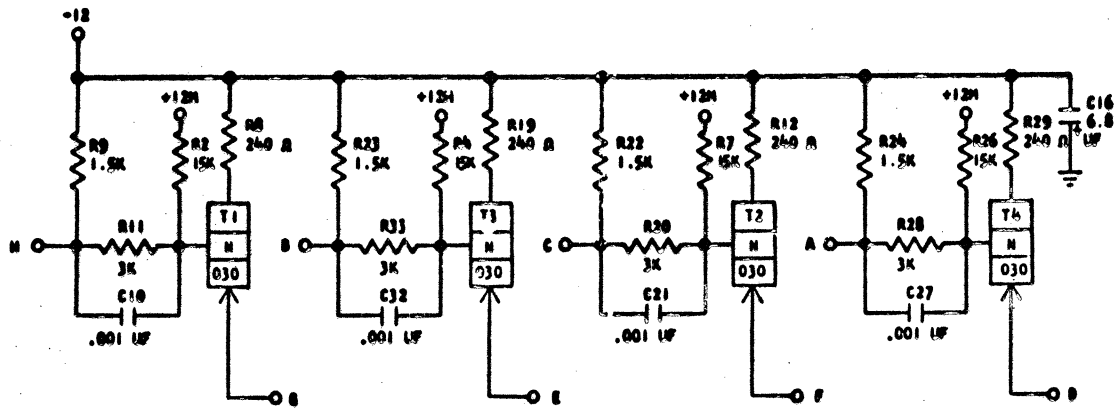 -12
+12M
+12M
+12M
+12M
C16
6.8
UF
R9
1.5K
R2
15K
R8
240 Ω
R23
1.5K
R4
15K
R19
240 Ω
R22
1.5K
R7
15K
R12
240 Ω
R24
1.5K
R26
15K
R29
240 Ω
T1
N
030
T3
N
030
T2
N
030
T4
N
030
H
R11
3K
C10
.001 UF
B
R33
3K
C32
.001 UF
C
R20
3K
C21
.001 UF
A
R28
3K
C27
.001 UF
E
F
D